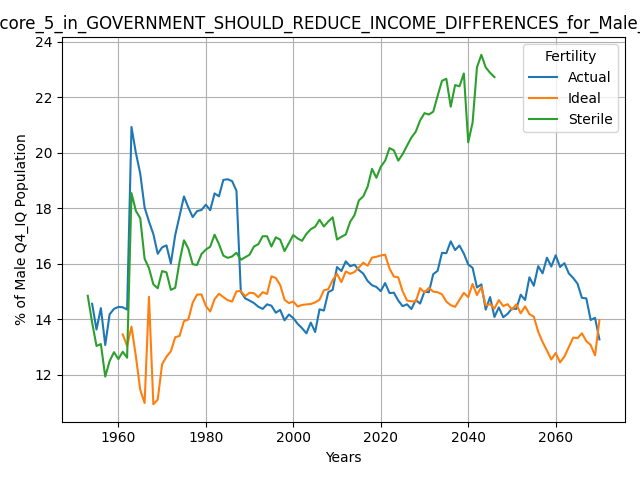 core_5_in_GOVERNMENT_SHOULD_REDUCE_INCOME_DIFFERENCES_for_Male_
24
22
20
18
16
14
12
% of Male Q4_IQ Population
1960
1980
2000
2020
2040
2060
Years
Fertility
Actual
Ideal
Sterile